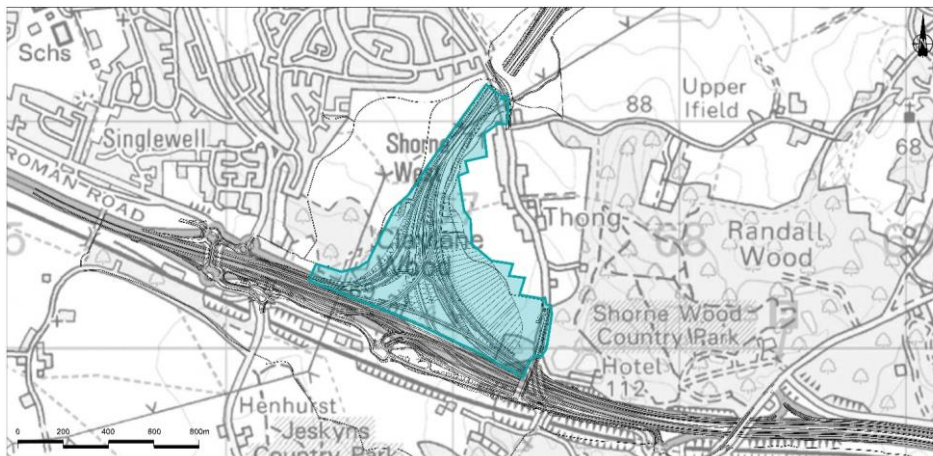 Schs
N
Upper
Ifield
88
68
Singlewell
Shorne
West
ROMAN ROAD
Thong
Randall
Wood
Claylane
Wood
Shorne Wood
Country Park
Hotel
112
Henhurst
Jeskyns
Country Park
0 200 400 600 800m